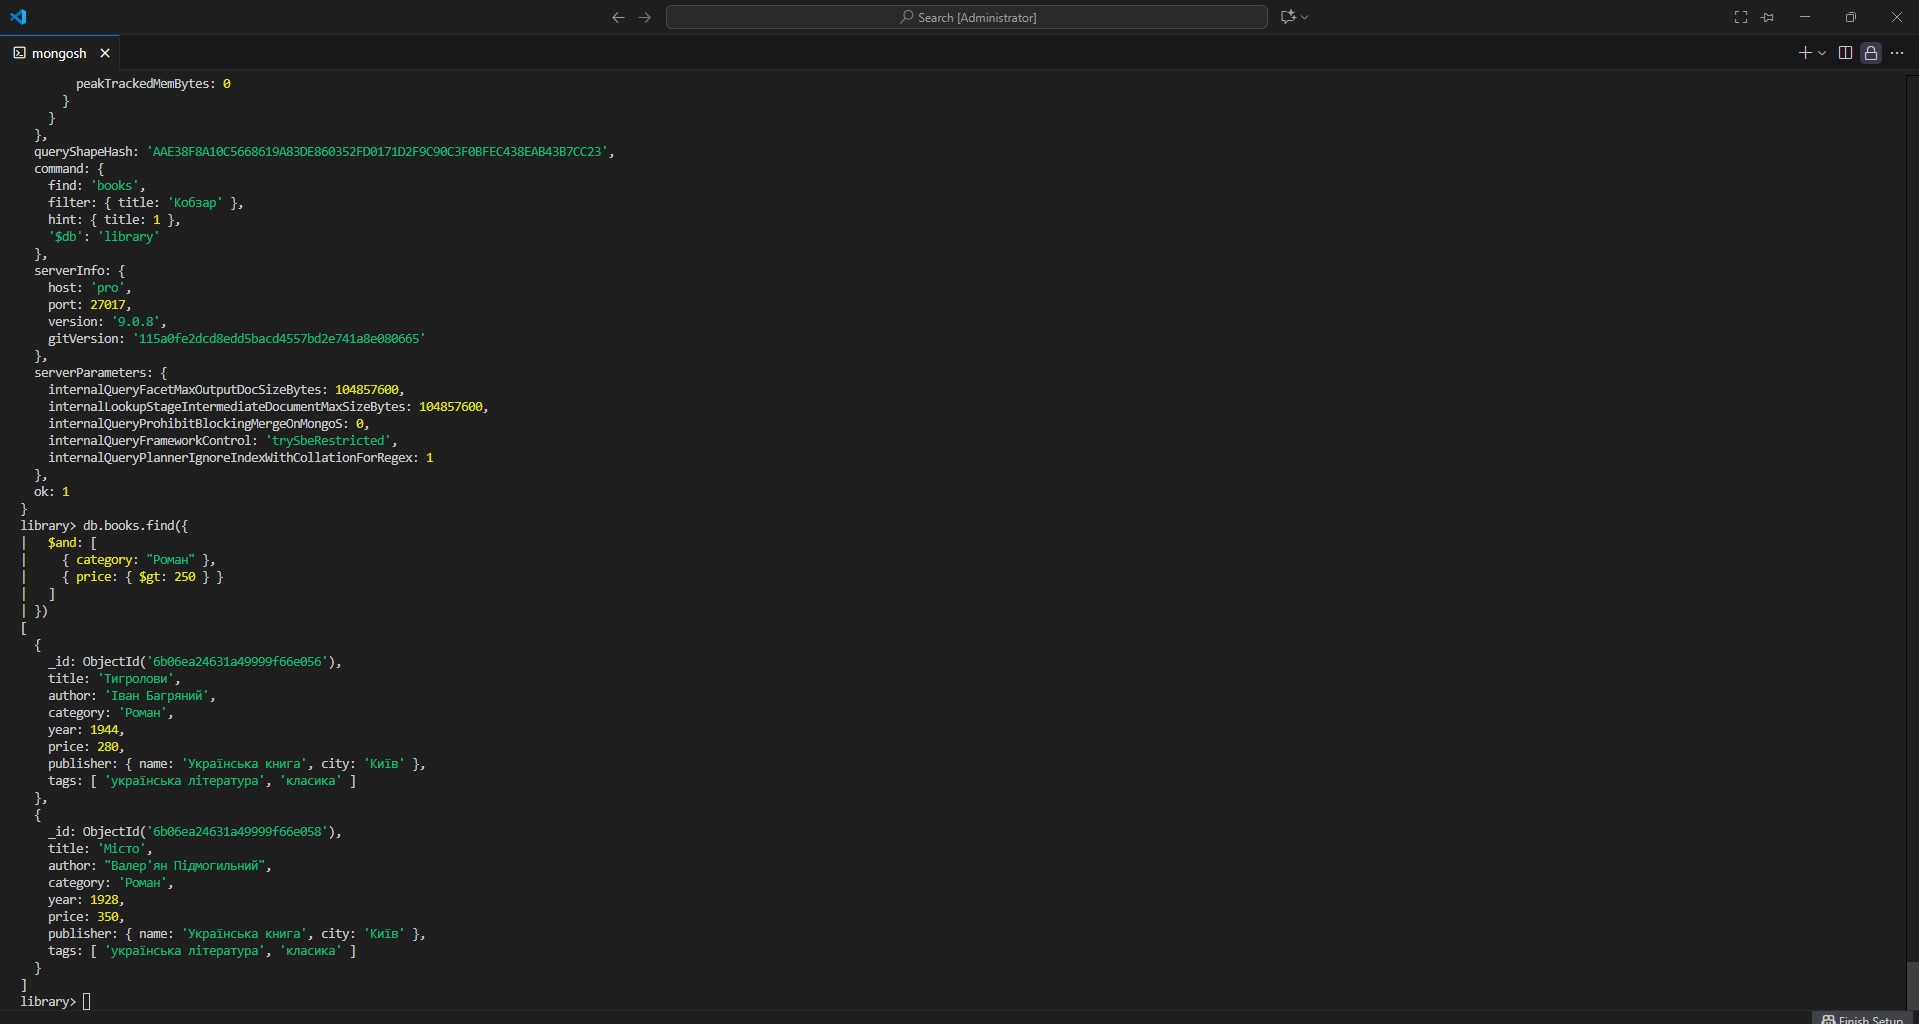 Search [Administrator]
mongosh
peakTrackedMemBytes: 0
}
}
},
queryShapeHash: 'AAE38F8A10C5668619A83DE860352FD0171D2F9C90C3F0BFEC438EAB43B7CC23',
command: {
find: 'books',
filter: { title: 'Кобзар' },
hint: { title: 1 },
'$db': 'library'
},
serverInfo: {
host: 'pro',
port: 27017,
version: '9.0.8',
gitVersion: '115a0fe2dcd8edd5bacd4557bd2e741a8e080665'
},
serverParameters: {
internalQueryFacetMaxOutputDocSizeBytes: 104857600,
internalLookupStageIntermediateDocumentMaxSizeBytes: 104857600,
internalQueryProhibitBlockingMergeOnMongoS: 0,
internalQueryFrameworkControl: 'trySbeRestricted',
internalQueryPlannerIgnoreIndexWithCollationForRegex: 1
},
ok: 1
}
library> db.books.find({
|   $and: [
|     { category: "Роман" },
|     { price: { $gt: 250 } }
|   ]
| })
[
{
_id: ObjectId('6b06ea24631a49999f66e056'),
title: 'Тигролови',
author: 'Іван Багряний',
category: 'Роман',
year: 1944,
price: 280,
publisher: { name: 'Українська книга', city: 'Київ' },
tags: [ 'українська література', 'класика' ]
},
{
_id: ObjectId('6b06ea24631a49999f66e058'),
title: 'Місто',
author: "Валер'ян Підмогильний",
category: 'Роман',
year: 1928,
price: 350,
publisher: { name: 'Українська книга', city: 'Київ' },
tags: [ 'українська література', 'класика' ]
}
]
library>
Finish Setup